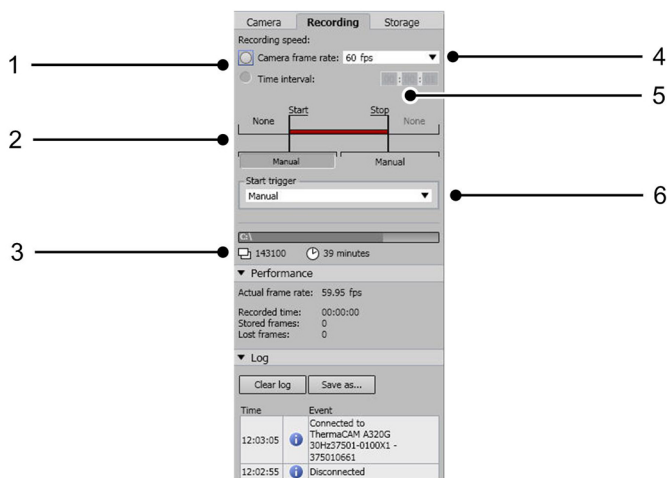 Camera Recording Storage
Recording speed:
1
Camera frame rate: 60 fps
4
Time interval:
5
Start Stop
None None
2
Manual Manual
Start trigger
Manual
6
C:\
3
143100 39 minutes
Performance
Actual frame rate: 59.95 fps
Recorded time: 00:00:00
Stored frames: 0
Lost frames: 0
Log
Clear log Save as...
Time Event
12:03:05 Connected to
ThermaCAM A320G
30Hz37501-0100X1 -
375010661
12:02:55 Disconnected